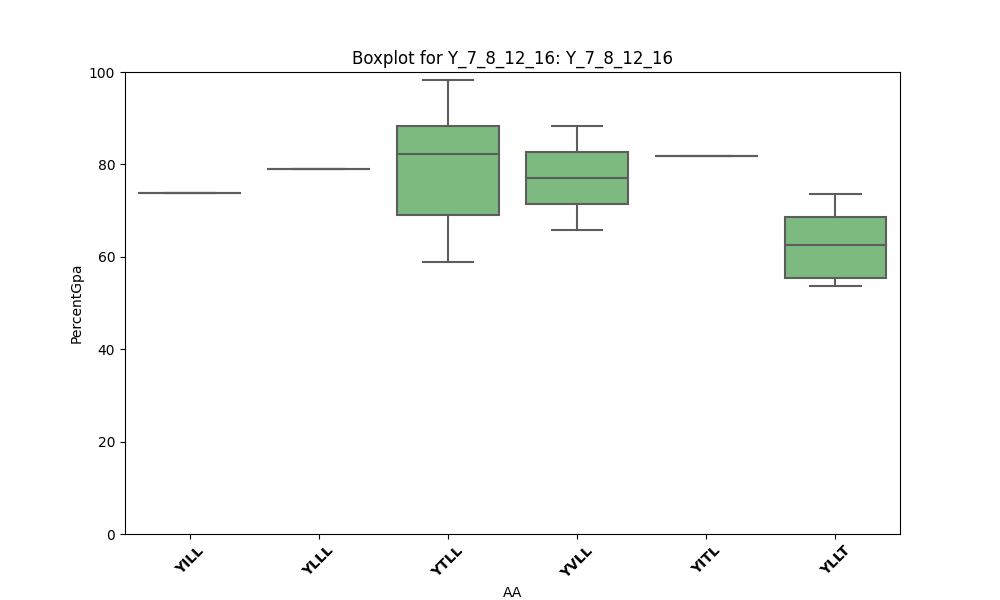 Boxplot for Y_7_8_12_16: Y_7_8_12_16
100
80
60
40
20
0
PercentGpa
YILL
YLLL
YTLL
YVLL
YITL
YLLT
AA